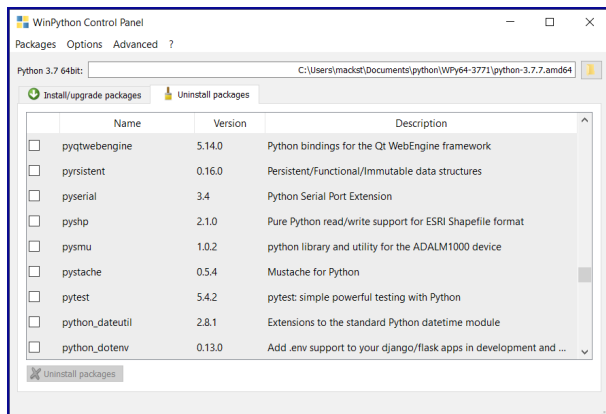 WinPython Control Panel
Packages Options Advanced ?
Python 3.7 64bit: C:\Users\mackst\Documents\python\WPy64-3771\python-3.7.7.amd64
Install/upgrade packages Uninstall packages
Name Version Description
pyqtwebengine 5.14.0 Python bindings for the Qt WebEngine framework
pyrsistent 0.16.0 Persistent/Functional/Immutable data structures
pyserial 3.4 Python Serial Port Extension
pyshp 2.1.0 Pure Python read/write support for ESRI Shapefile format
pysmu 1.0.2 python library and utility for the ADALM1000 device
pystache 0.5.4 Mustache for Python
pytest 5.4.2 pytest: simple powerful testing with Python
python_dateutil 2.8.1 Extensions to the standard Python datetime module
python_dotenv 0.13.0 Add .env support to your django/flask apps in development and ...
Uninstall packages